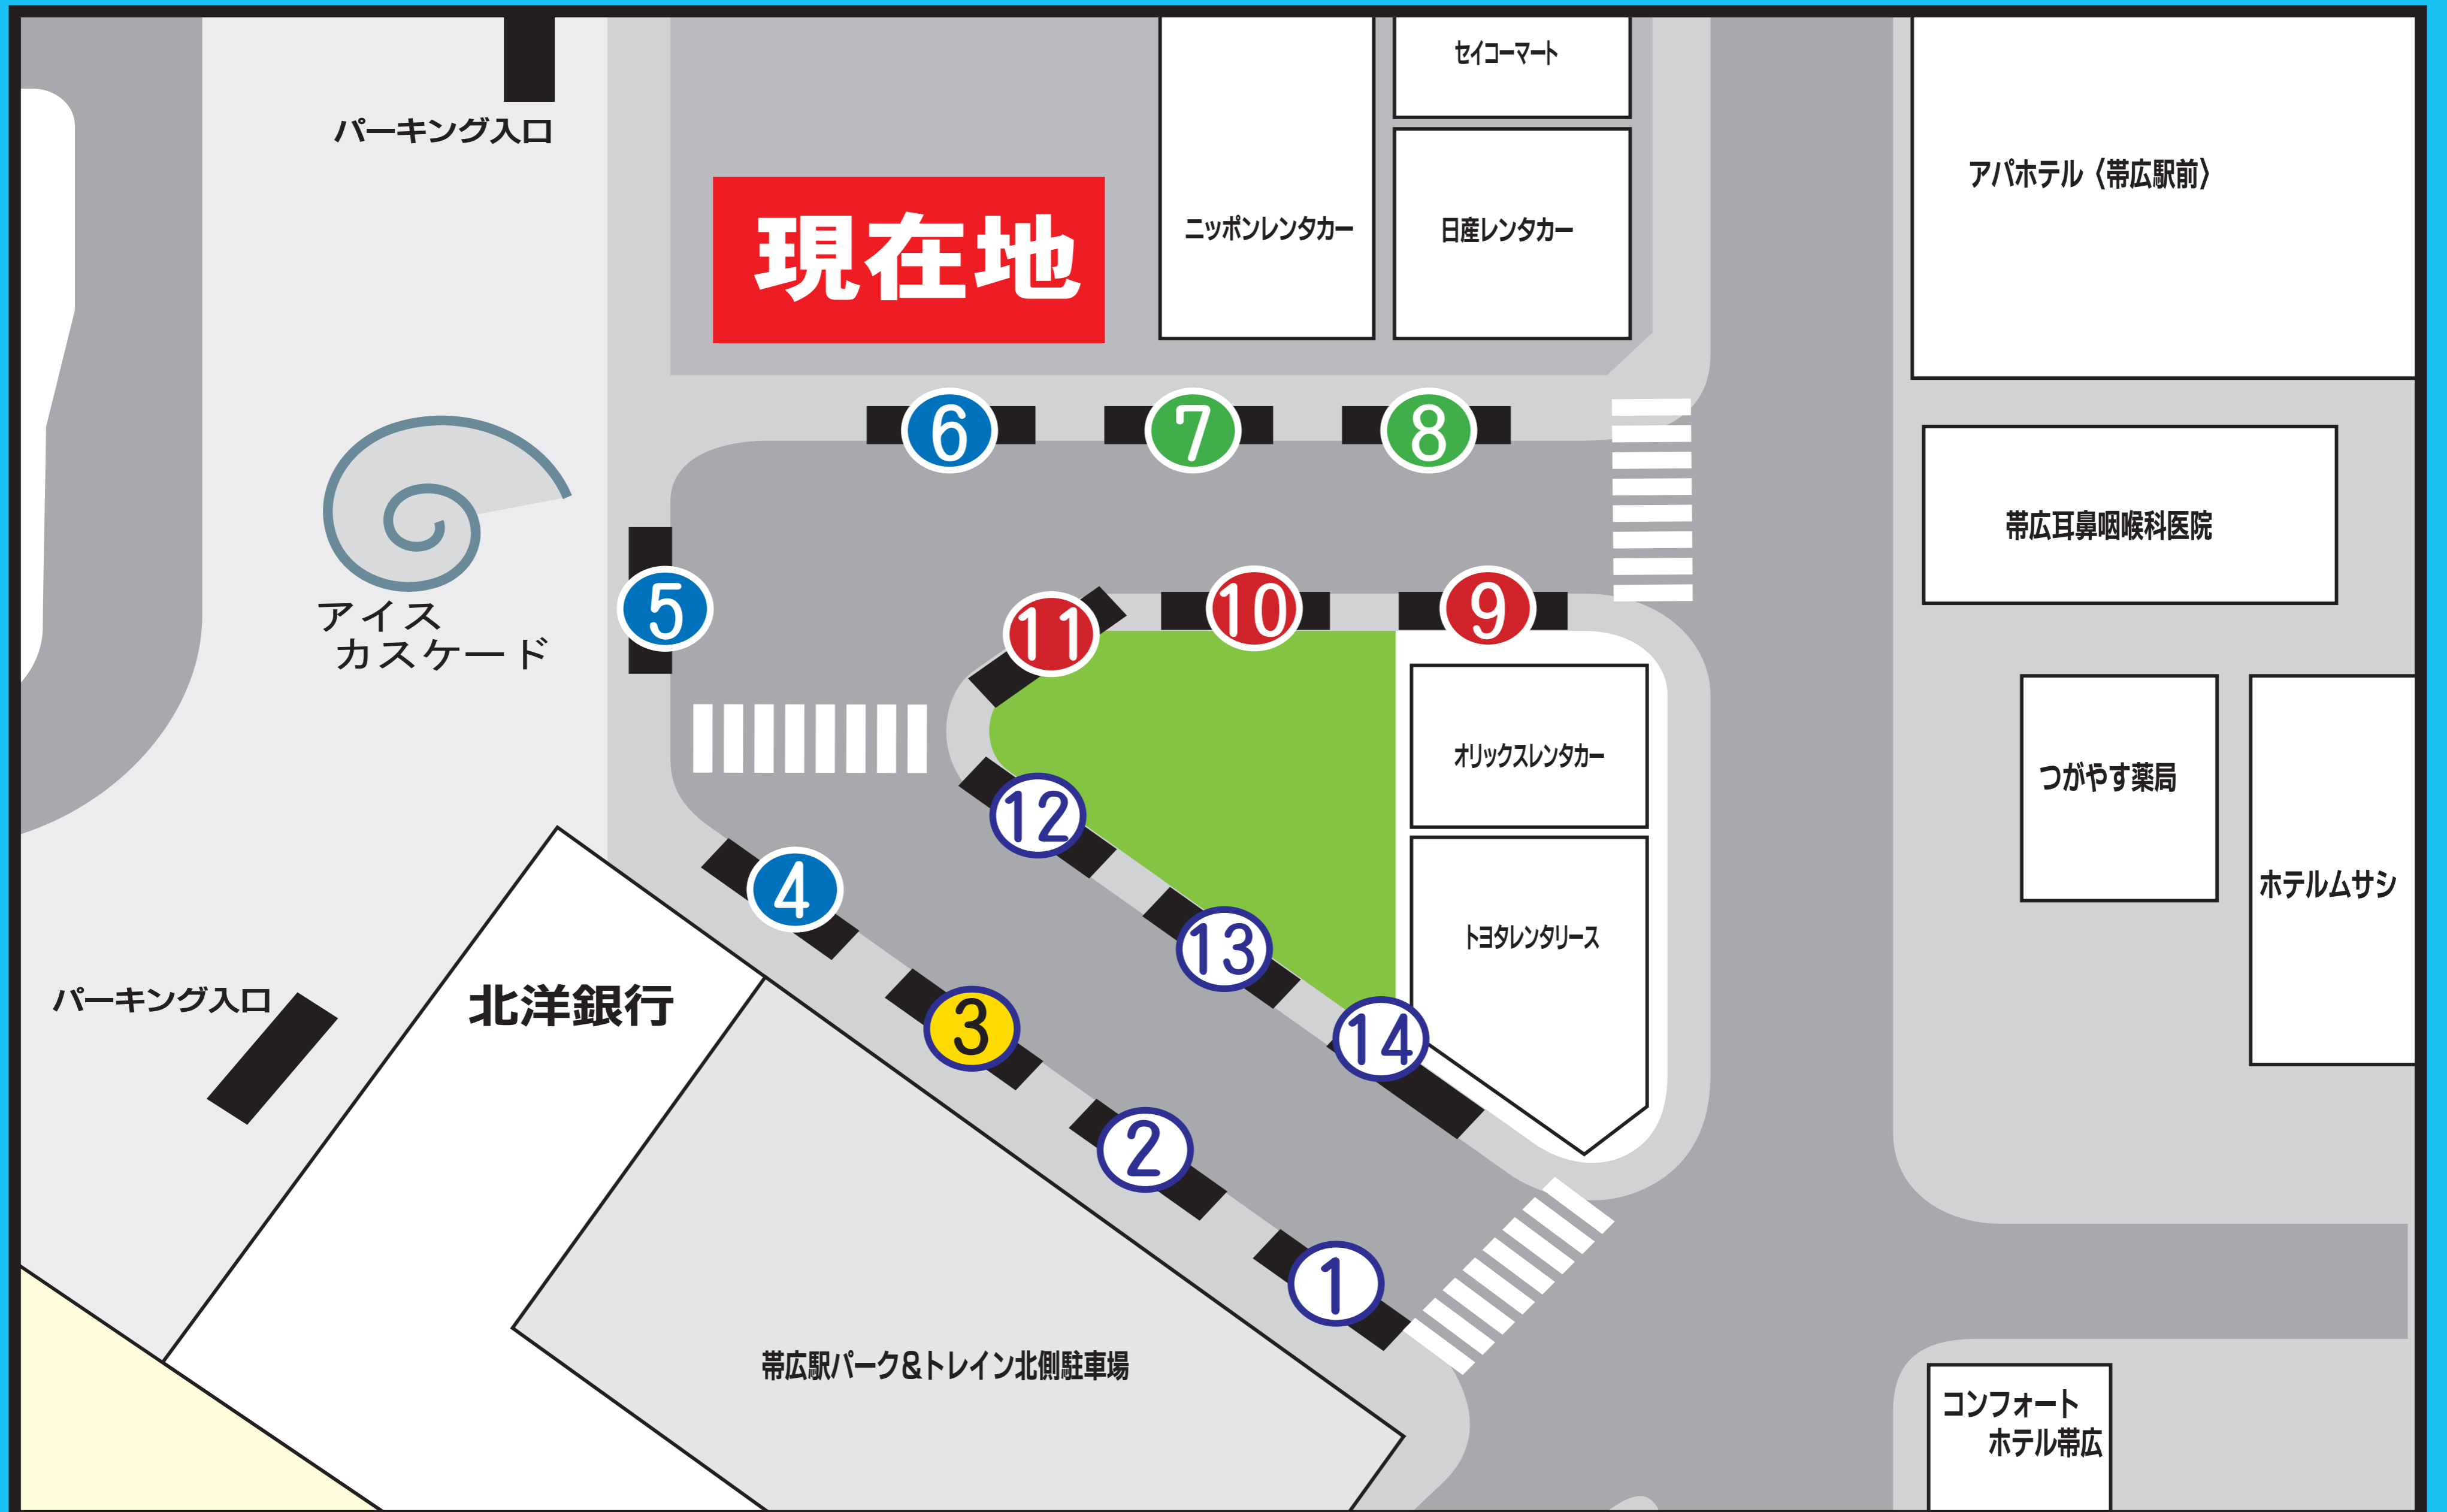 セイコーマート
パーキング入口
アパホテル〈帯広駅前〉
現在地
ニッポンレンタカー
日産レンタカー
6
7
8
帯広耳鼻咽喉科医院
5
11
10
9
アイス
カスケード
オリックスレンタカー
つがやす薬局
12
4
ホテルムサシ
13
トヨタレンタリース
パーキング入口
北洋銀行
3
14
2
1
帯広駅パーク&トレイン北側駐車場
コンフォート
ホテル帯広